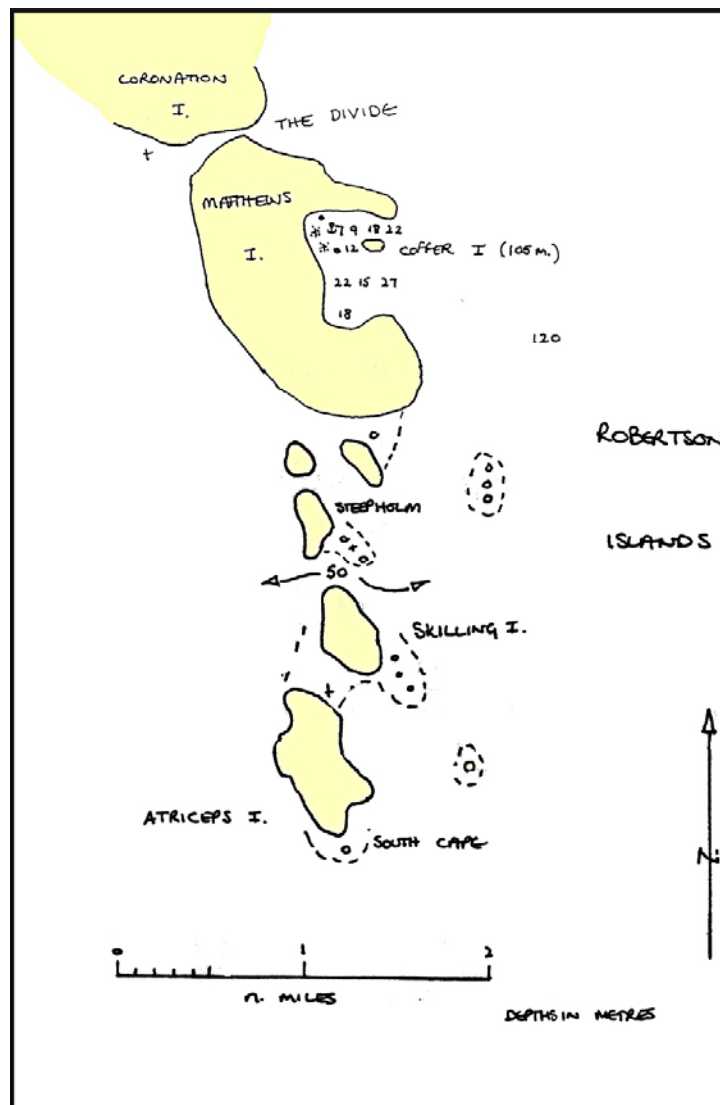 CORONATION
I.
THE DIVIDE
MATTHEWS
I.
7 9 18 22
12
COFFER I (105m.)
22 15 27
18
120
ROBERTSON
STEEPHOLM
ISLANDS
50
SKILLING I.
ATRICEPS I.
SOUTH CAPE
N
0 1 2
n. MILES
DEPTHS IN METRES